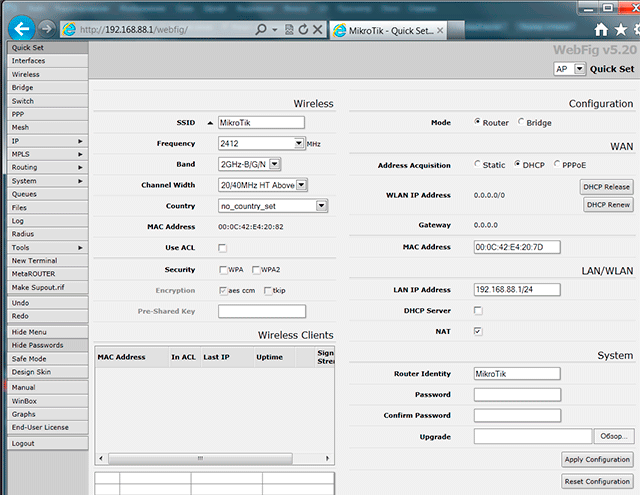 http://192.168.88.1/webfig/
MikroTik - Quick Set...
WebFig v5.20
AP Quick Set
Quick Set
Interfaces
Wireless
Bridge
Switch
PPP
Mesh
IP
MPLS
Routing
System
Queues
Files
Log
Radius
Tools
New Terminal
MetaROUTER
Make Supout.rif
Undo
Redo
Hide Menu
Hide Passwords
Safe Mode
Design Skin
Manual
WinBox
Graphs
End-User License
Logout
Wireless
SSID MikroTik
Frequency 2412 MHz
Band 2GHz-B/G/N
Channel Width 20/40MHz HT Above
Country no_country_set
MAC Address 00:0C:42:E4:20:82
Use ACL
Security WPA WPA2
Encryption aes ccm tkip
Pre-Shared Key
Wireless Clients
MAC Address In ACL Last IP Uptime Sign
Stre
Configuration
Mode Router Bridge
WAN
Address Acquisition Static DHCP PPPoE
WLAN IP Address 0.0.0.0/0 DHCP Release
DHCP Renew
Gateway 0.0.0.0
MAC Address 00:0C:42:E4:20:7D
LAN/WLAN
LAN IP Address 192.168.88.1/24
DHCP Server
NAT
System
Router Identity MikroTik
Password
Confirm Password
Upgrade Обзор...
Apply Configuration
Reset Configuration